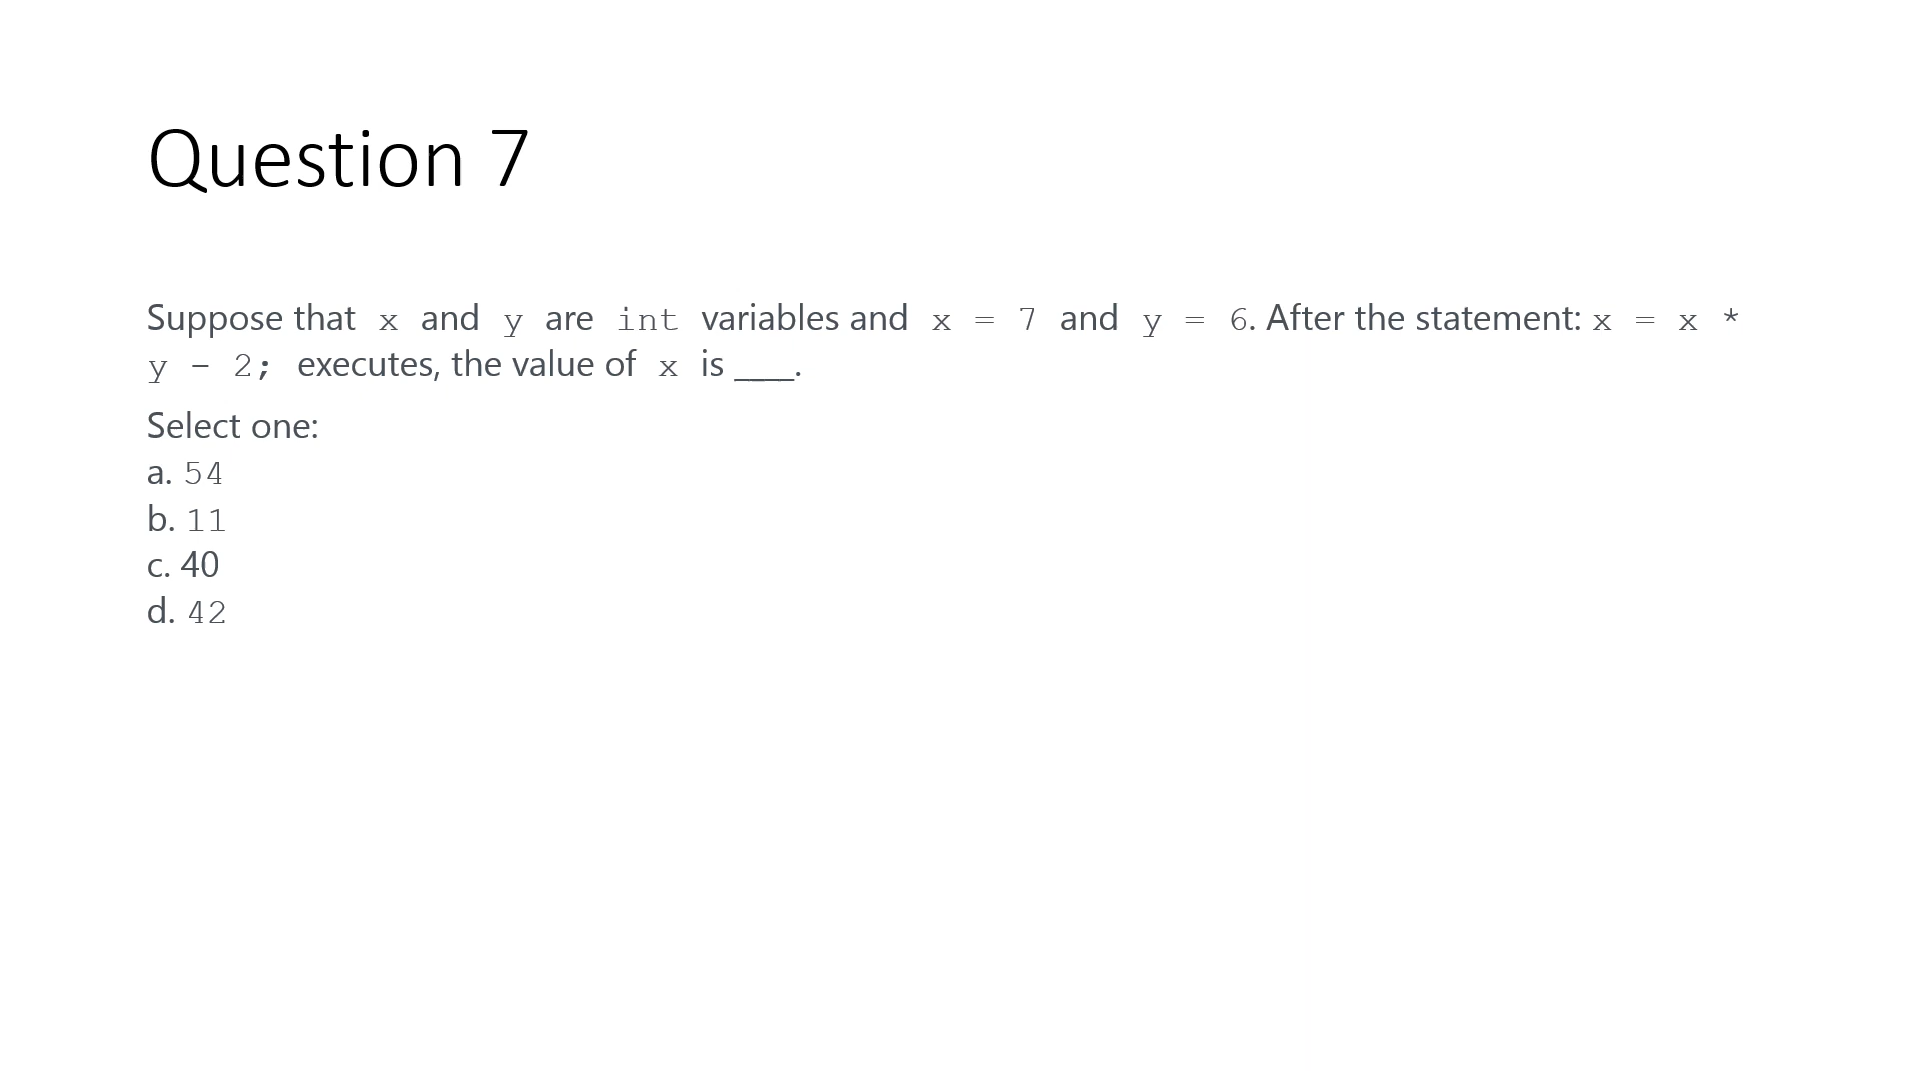 Question 7
Suppose that x and y are int variables and x = 7 and y = 6. After the statement: x = x *
y - 2; executes, the value of x is ____.
Select one:
a. 54
b. 11
c. 40
d. 42